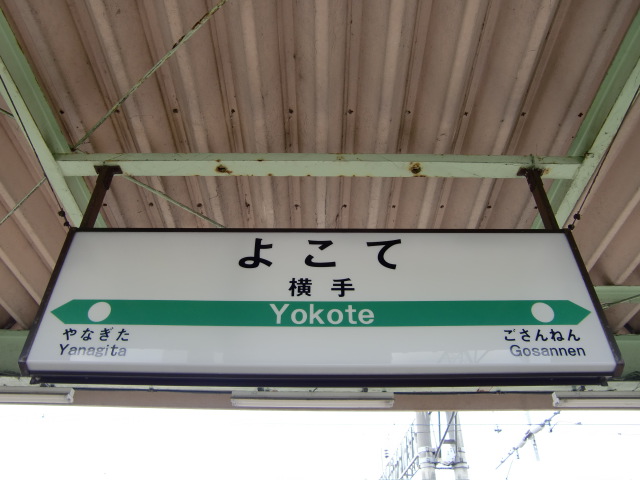 よこて
横手
Yokote
やなぎた
Yanagita
ごさんねん
Gosannen